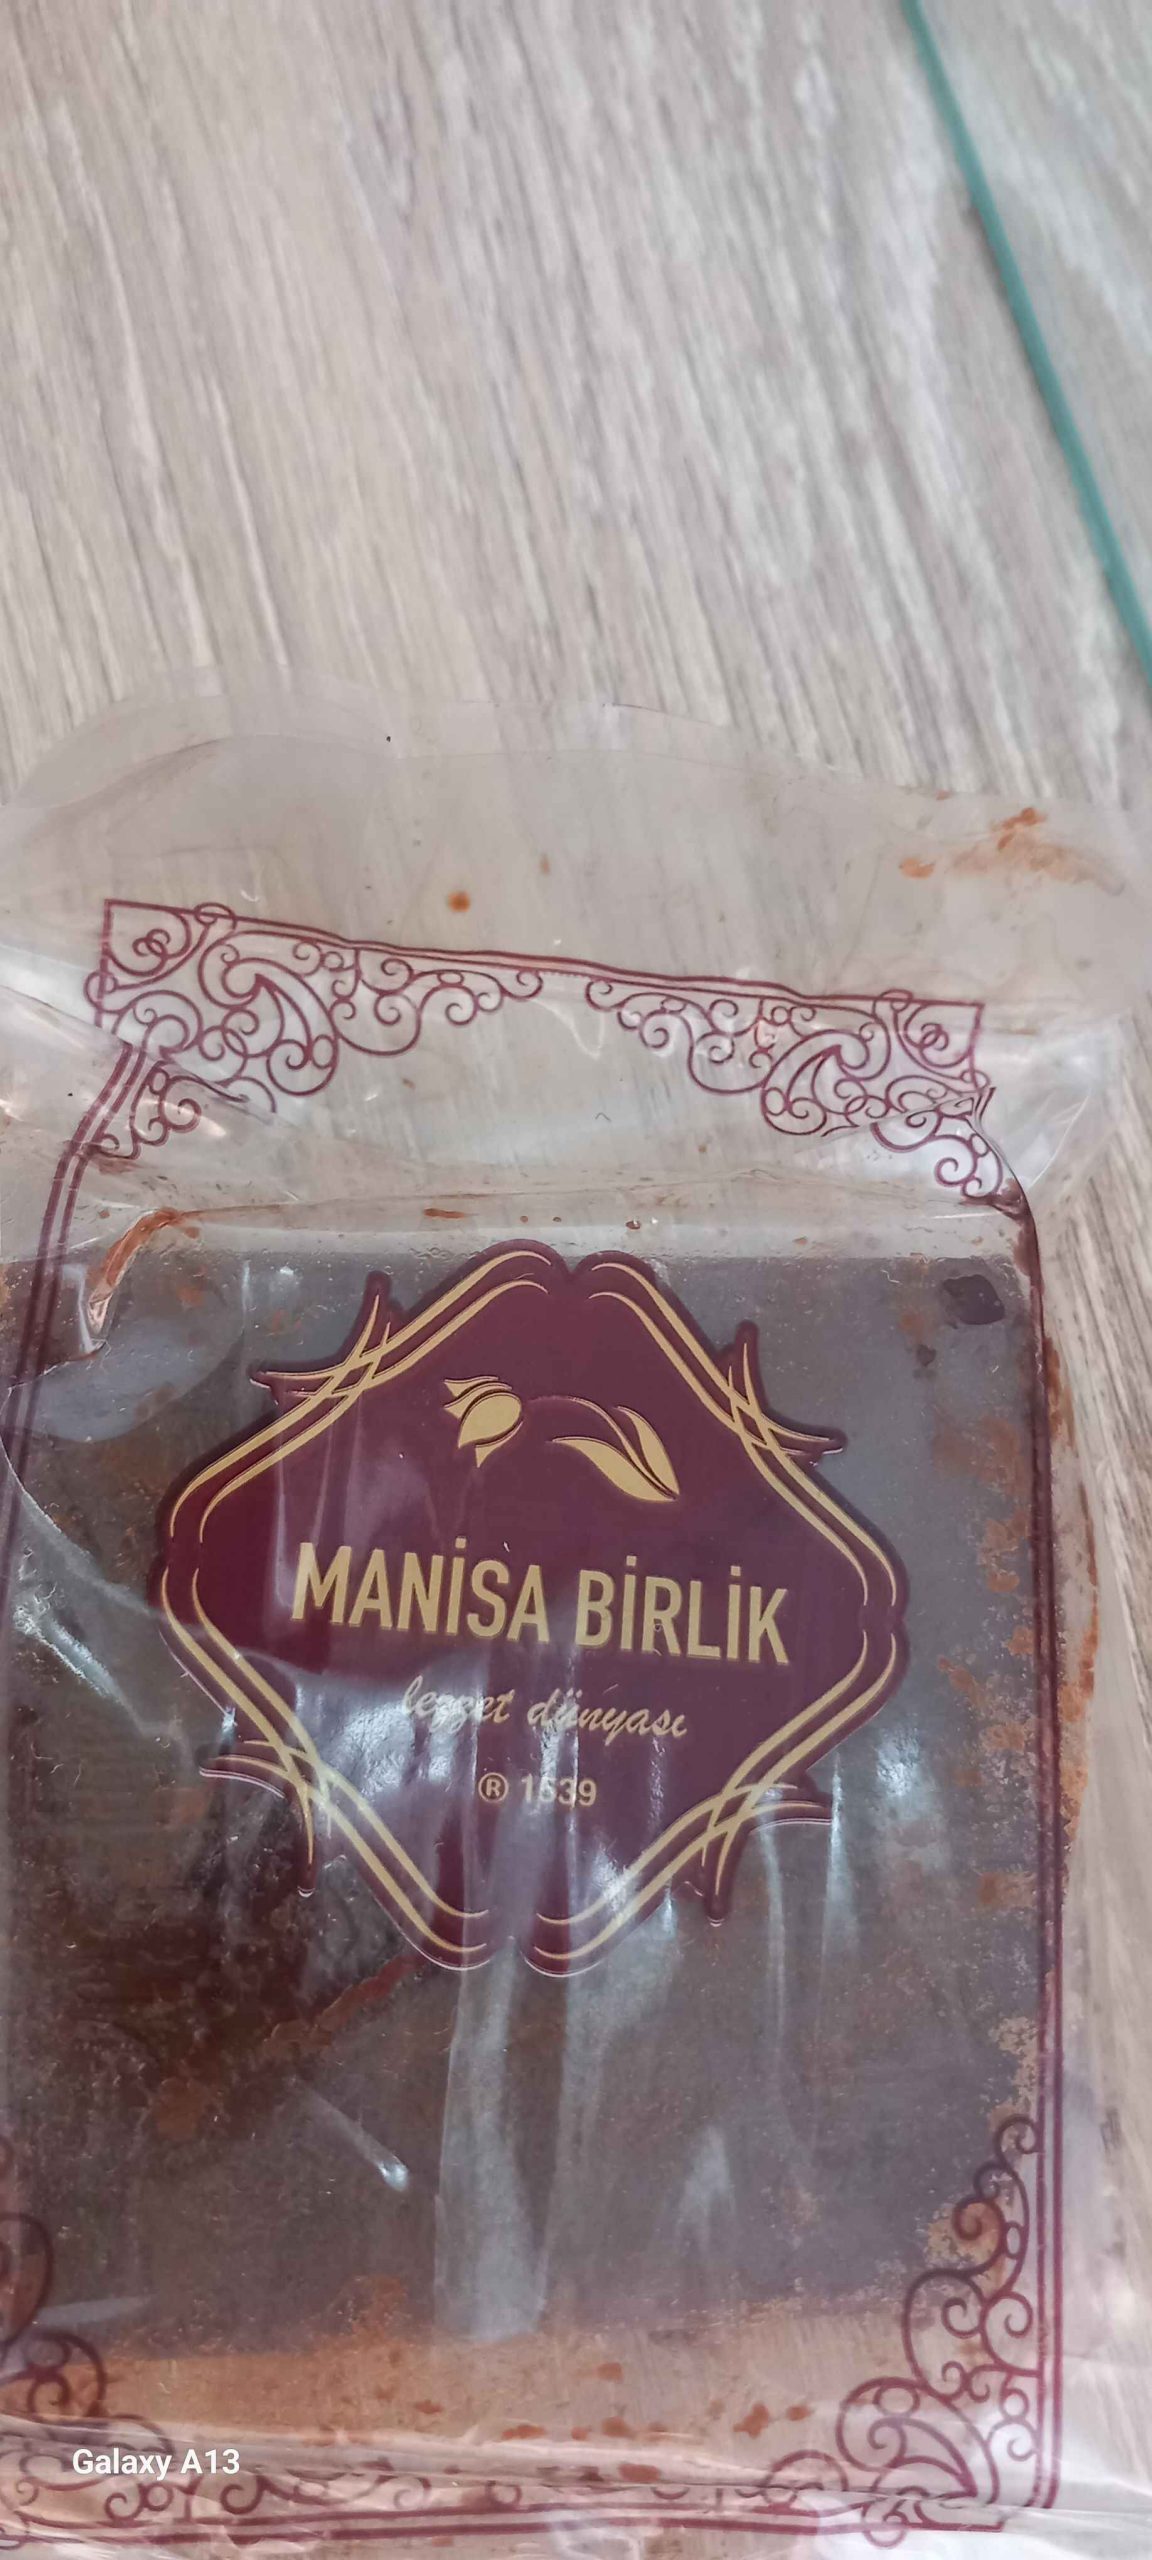 MANİSA BİRLİK
lezzet dünyası
® 1539
Galaxy A13